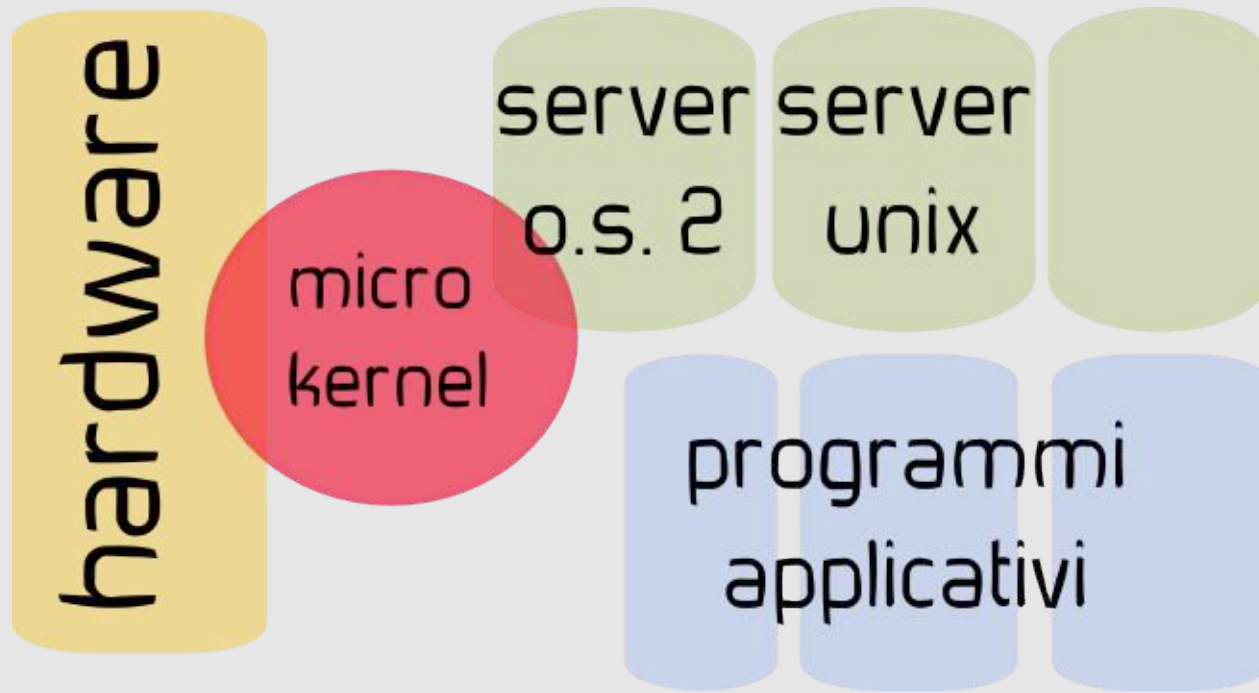 hardware
micro
kernel
server
o.s. 2
server
unix
programmi
applicativi